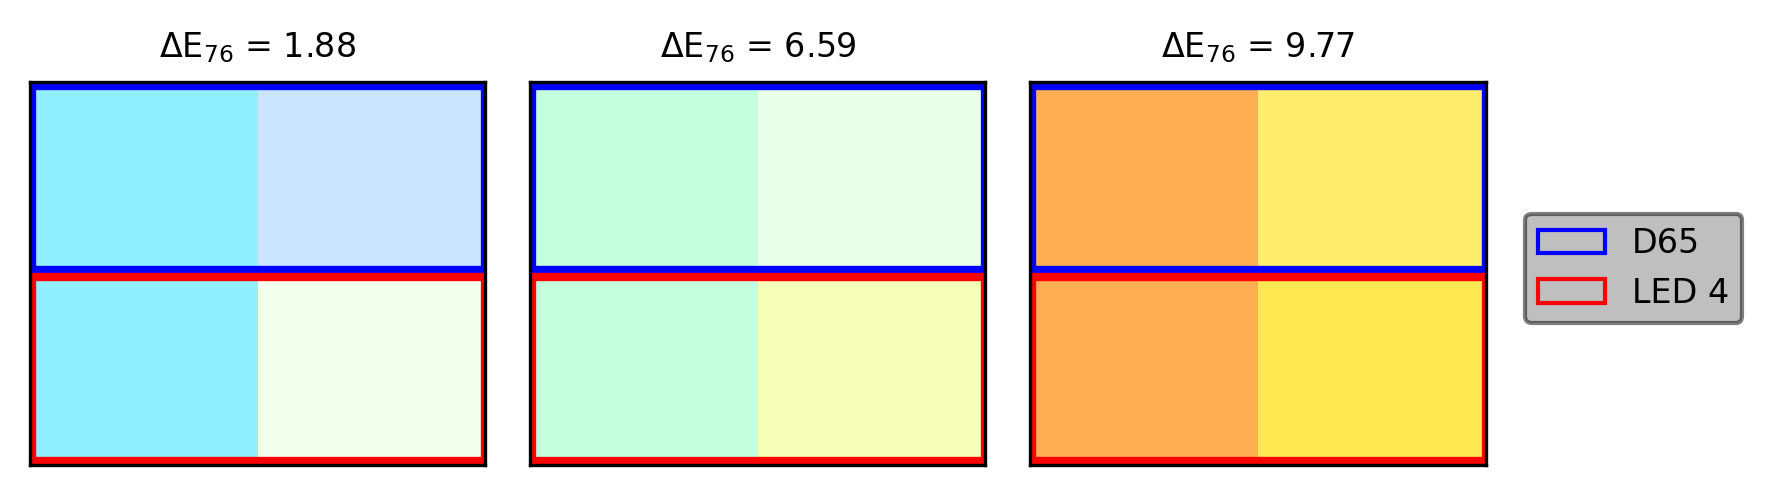 ΔE₇₆ = 1.88
ΔE₇₆ = 6.59
ΔE₇₆ = 9.77
D65
LED 4